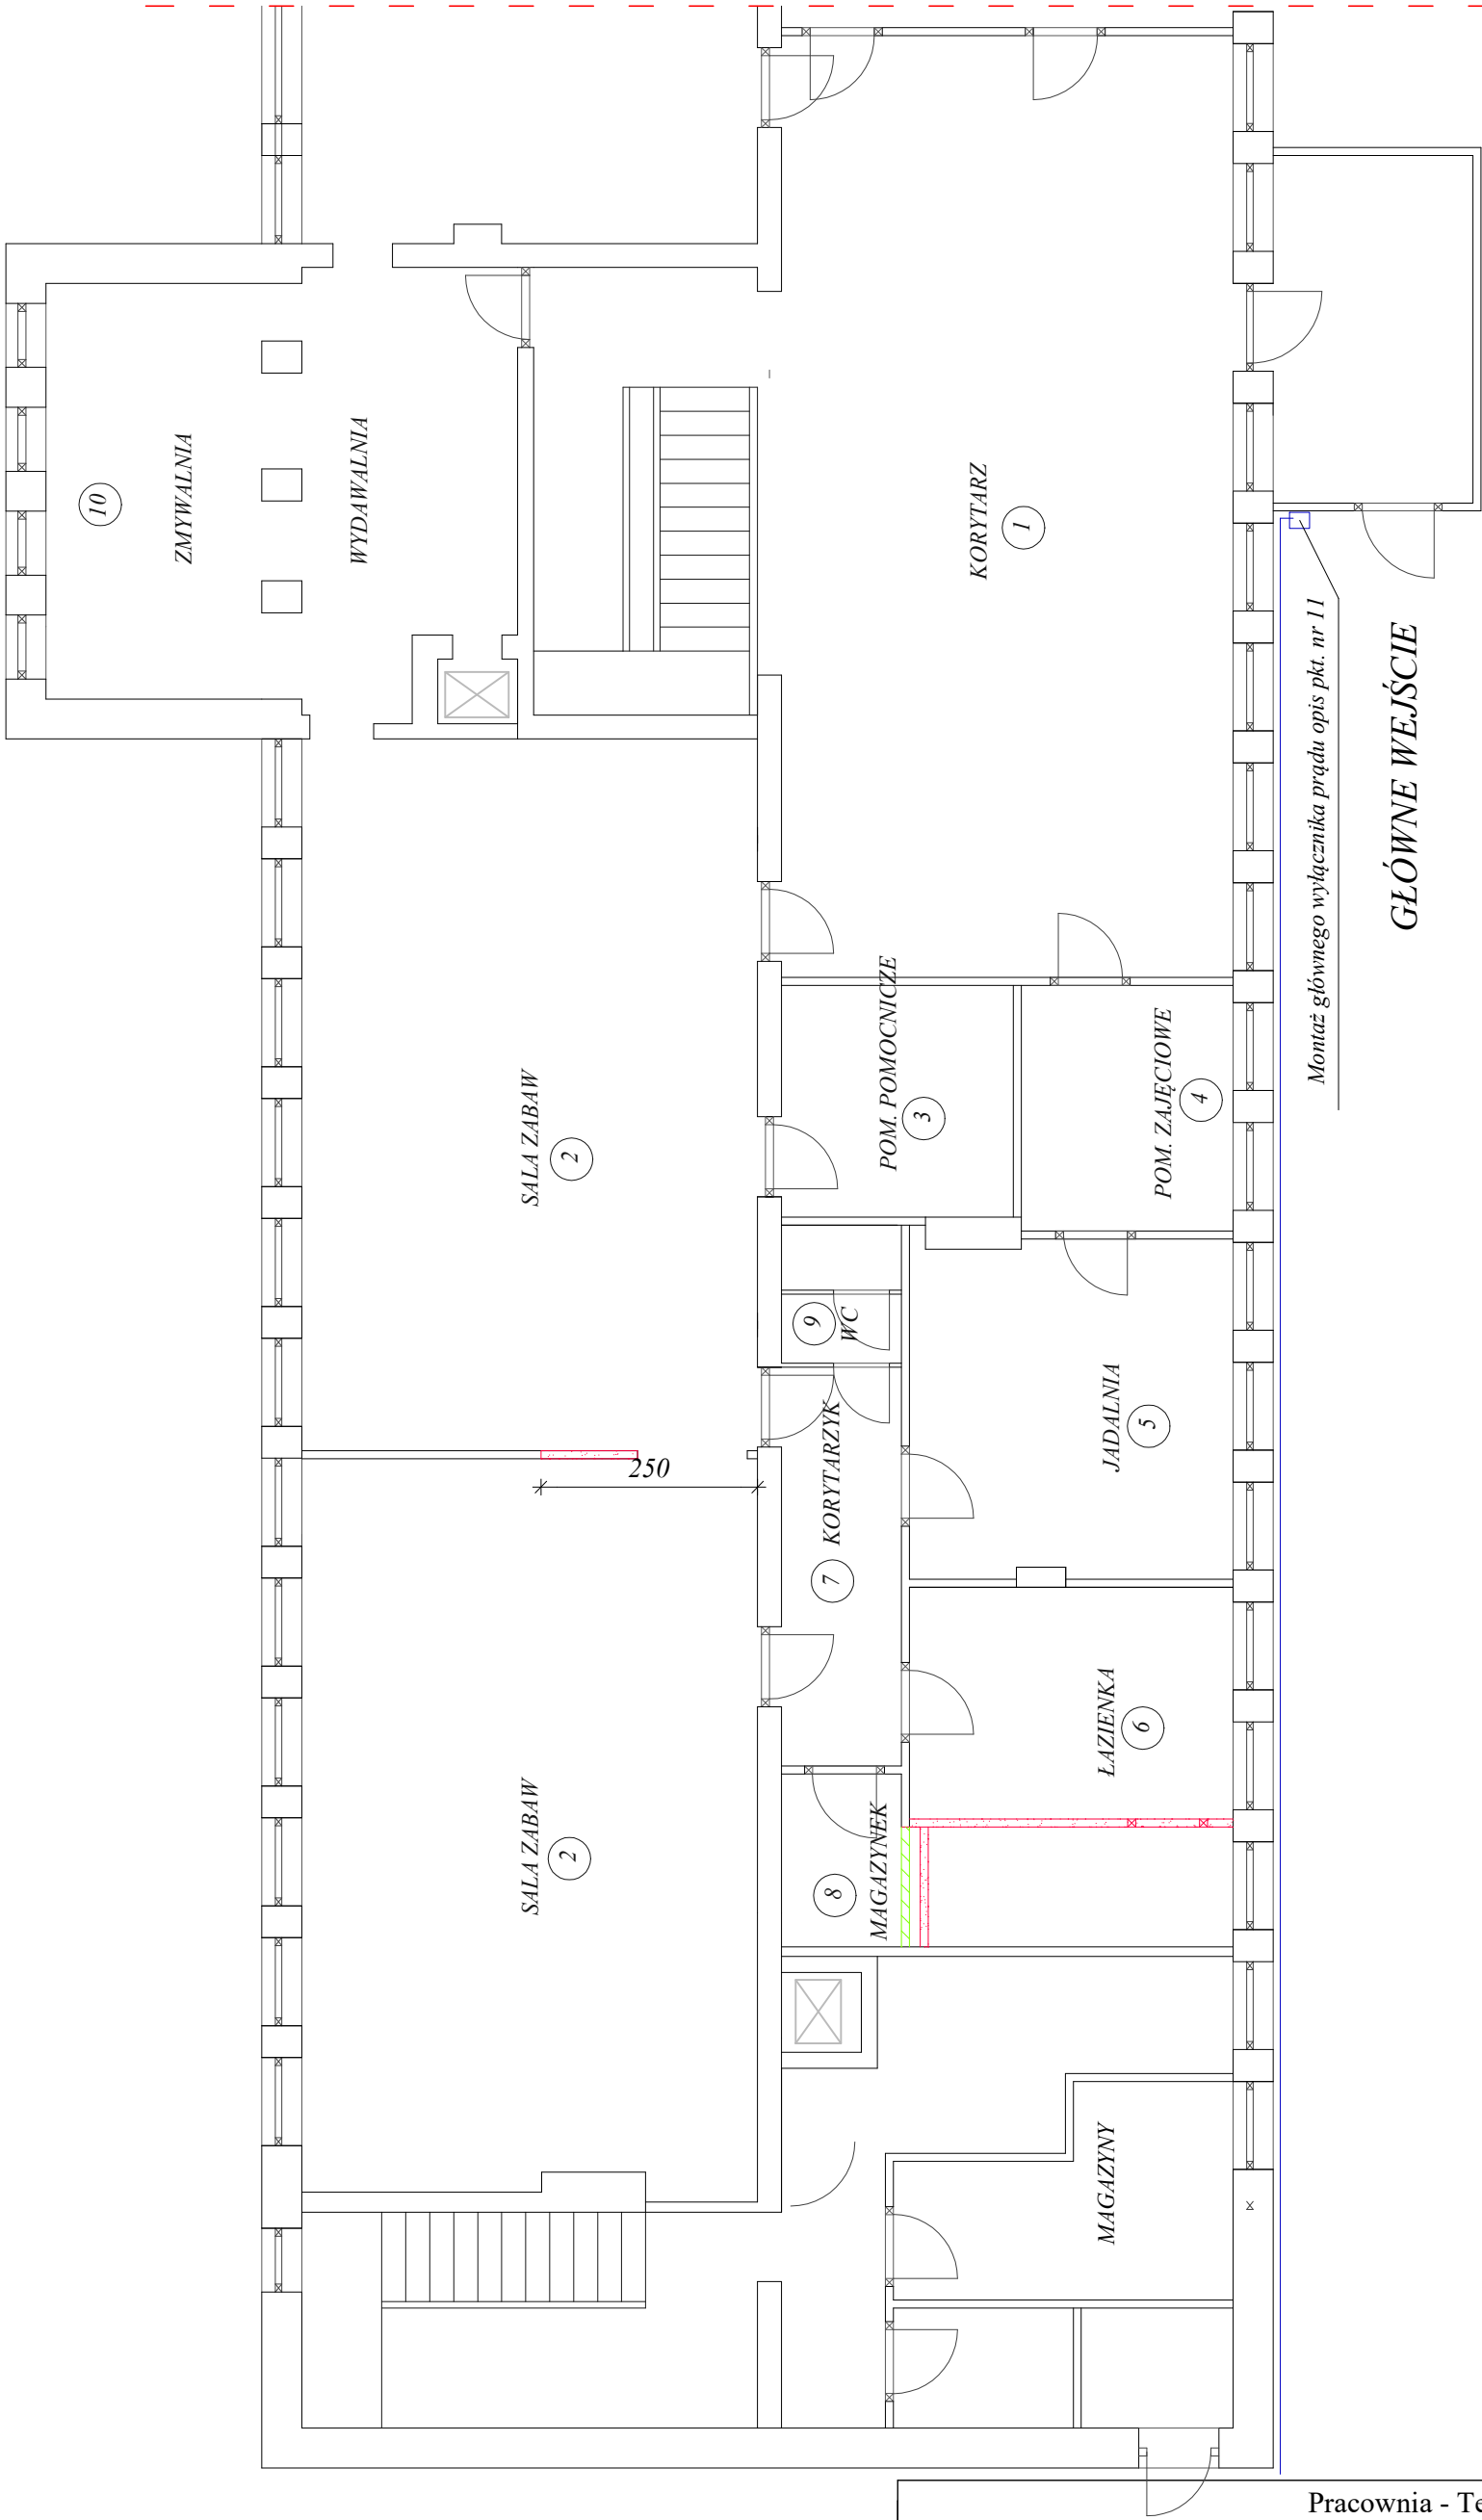 10
ZMYWALNIA
WYDAWALNIA
KORYTARZ
1
Montaż głównego wyłącznika prądu opis pkt. nr 11
GŁÓWNE WEJŚCIE
SALA ZABAW
2
POM. POMOCNICZE
3
POM. ZAJĘCIOWE
4
9
WC
JADALNIA
5
250
KORYTARZYK
7
ŁAZIENKA
6
SALA ZABAW
2
MAGAZYNEK
8
MAGAZYNY
Pracownia - Te